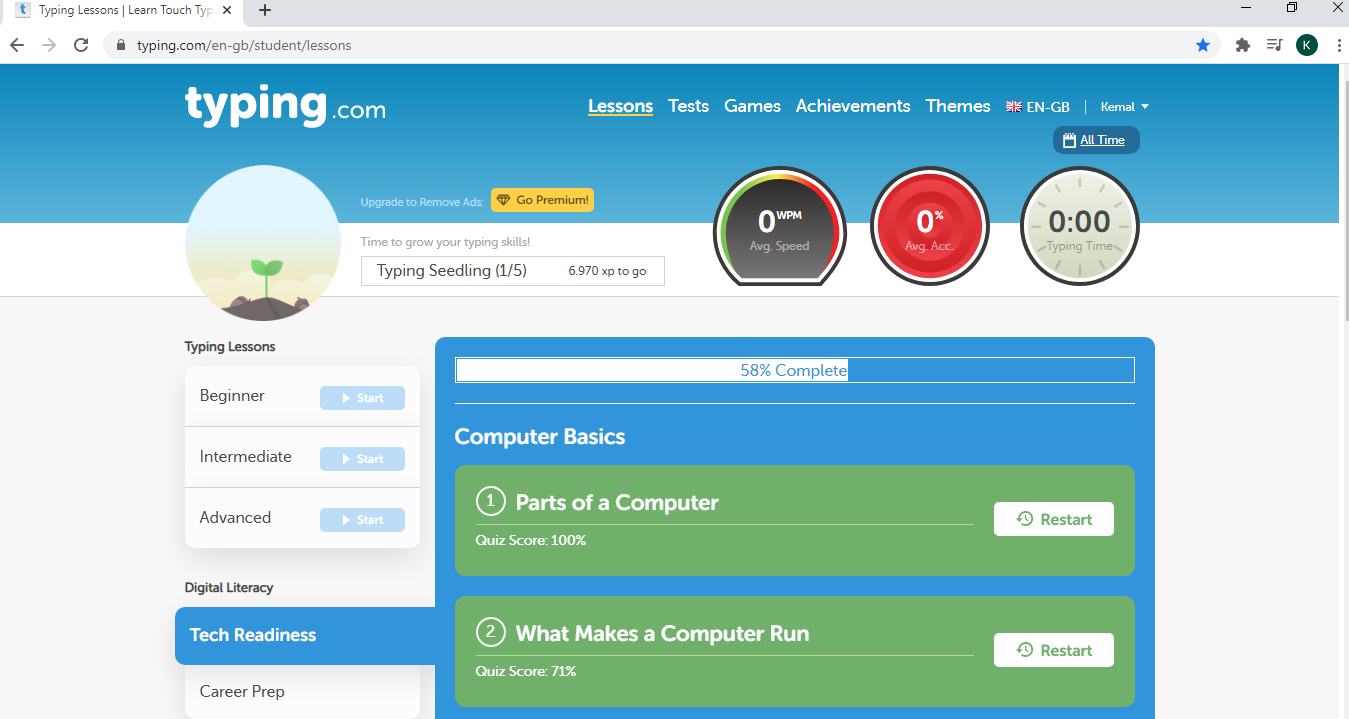 Typing Lessons | Learn Touch Typ
typing.com/en-gb/student/lessons
K
typing.com
Lessons Tests Games Achievements Themes EN-GB | Kemal
All Time
Upgrade to Remove Ads: Go Premium!
Time to grow your typing skills!
Typing Seedling (1/5) 6.970 xp to go
0 WPM
Avg. Speed
0%
Avg. Acc.
0:00
Typing Time
Typing Lessons
Beginner Start
Intermediate Start
Advanced Start
Digital Literacy
Tech Readiness
Career Prep
58% Complete
Computer Basics
1 Parts of a Computer
Quiz Score: 100%
Restart
2 What Makes a Computer Run
Quiz Score: 71%
Restart